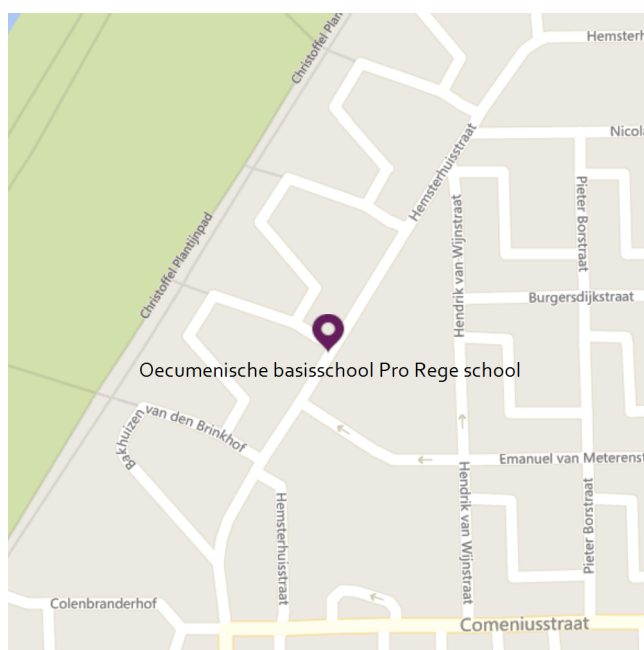 Christoffel Plan
Hemsterh
Nicola
Hemsterhuisstraat
Pieter Borstraat
Hendrik van Wijnstraat
Christoffel Plantijnpad
Burgersdijkstraat
Oecumenische basisschool Pro Rege school
Bakhuizen van den Brinkhof
Emanuel van Meterenst
Hendrik van Wijnstraat
Pieter Borstraat
Hemsterhuisstraat
Colenbranderhof
Comeniusstraat